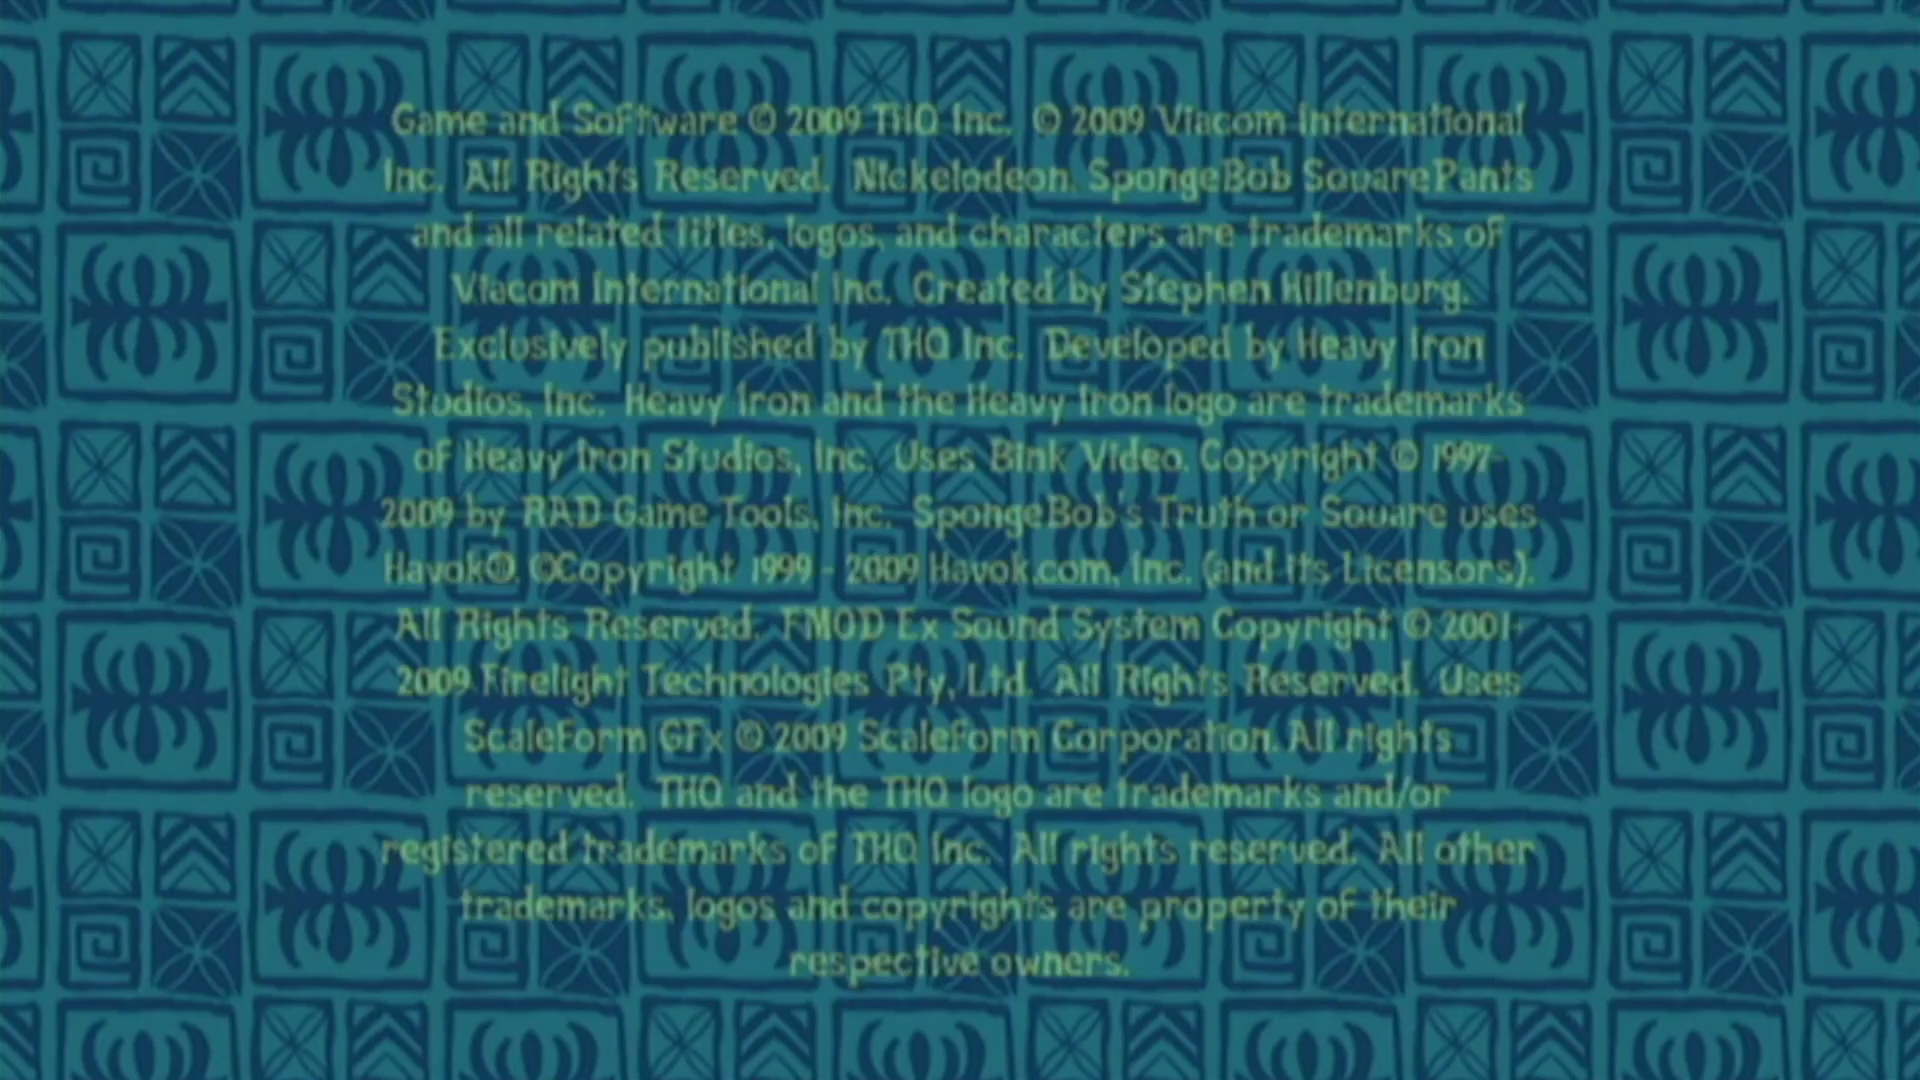 Game and Software © 2009 THQ Inc.  © 2009 Viacom International
Inc.  All Rights Reserved.  Nickelodeon, SpongeBob SquarePants
and all related titles, logos, and characters are trademarks of
Viacom International Inc.  Created by Stephen Hillenburg.
Exclusively published by THQ Inc.  Developed by Heavy Iron
Studios, Inc.  Heavy Iron and the Heavy Iron logo are trademarks
of Heavy Iron Studios, Inc.  Uses Bink Video. Copyright © 1997-
2009 by RAD Game Tools, Inc.  SpongeBob's Truth or Square uses
Havok®. ©Copyright 1999 - 2009 Havok.com, Inc. (and its Licensors).
All Rights Reserved.  FMOD Ex Sound System Copyright © 2001-
2009 Firelight Technologies Pty, Ltd.  All Rights Reserved.  Uses
Scaleform GFx © 2009 Scaleform Corporation. All rights
reserved.  THQ and the THQ logo are trademarks and/or
registered trademarks of THQ Inc.  All rights reserved.  All other
trademarks, logos and copyrights are property of their
respective owners.